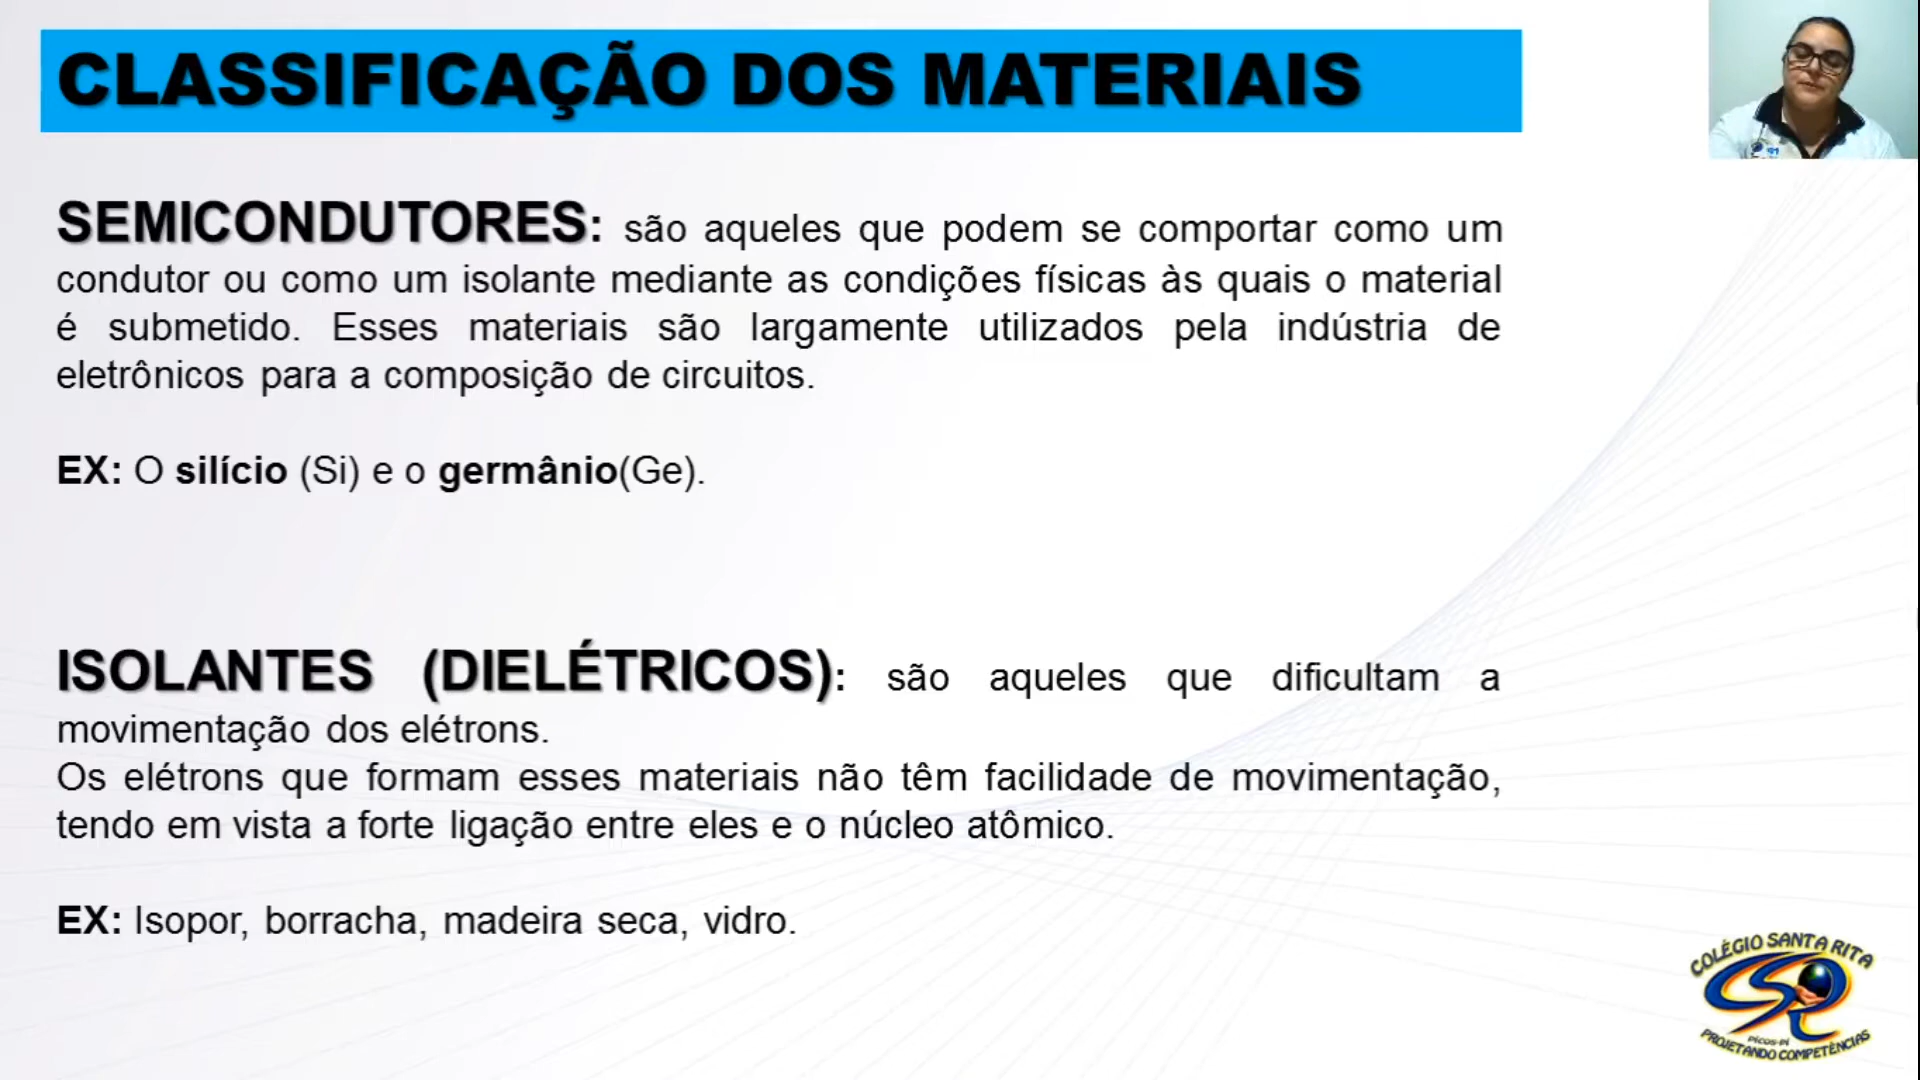 CLASSIFICAÇÃO DOS MATERIAIS
SEMICONDUTORES: são aqueles que podem se comportar como um
condutor ou como um isolante mediante as condições físicas às quais o material
é submetido. Esses materiais são largamente utilizados pela indústria de
eletrônicos para a composição de circuitos.
EX: O silício (Si) e o germânio(Ge).
ISOLANTES (DIELÉTRICOS): são aqueles que dificultam a
movimentação dos elétrons.
Os elétrons que formam esses materiais não têm facilidade de movimentação,
tendo em vista a forte ligação entre eles e o núcleo atômico.
EX: Isopor, borracha, madeira seca, vidro.
COLÉGIO SANTA RITA
PICOS-PI
PROJETANDO COMPETÊNCIAS